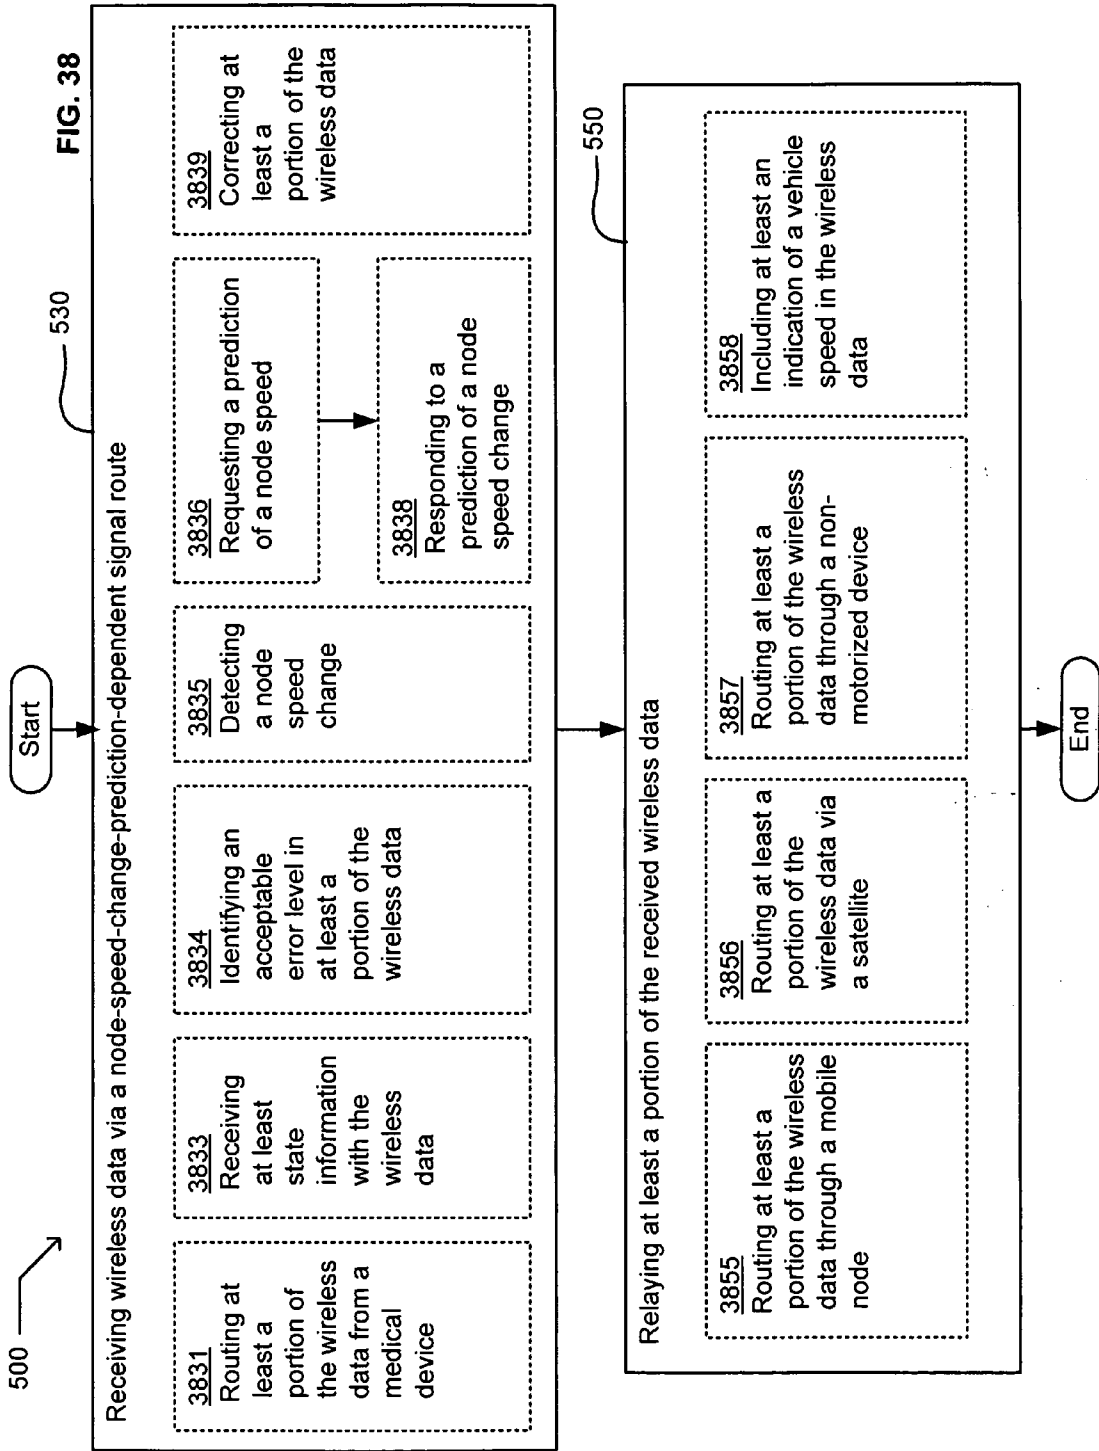 500
FIG. 38
Start
530
Receiving wireless data via a node-speed-change-prediction-dependent signal route
3831
Routing at
least a
portion of
the wireless
data from a
medical
device
3833
Receiving
at least
state
information
with the
wireless
data
3834
Identifying an
acceptable
error level in
at least a
portion of the
wireless data
3835
Detecting
a node
speed
change
3836
Requesting a prediction
of a node speed
3838
Responding to a
prediction of a node
speed change
3839
Correcting at
least a
portion of the
wireless data
550
Relaying at least a portion of the received wireless data
3855
Routing at least a
portion of the wireless
data through a mobile
node
3856
Routing at least a
portion of the
wireless data via
a satellite
3857
Routing at least a
portion of the wireless
data through a non-
motorized device
3858
Including at least an
indication of a vehicle
speed in the wireless
data
End